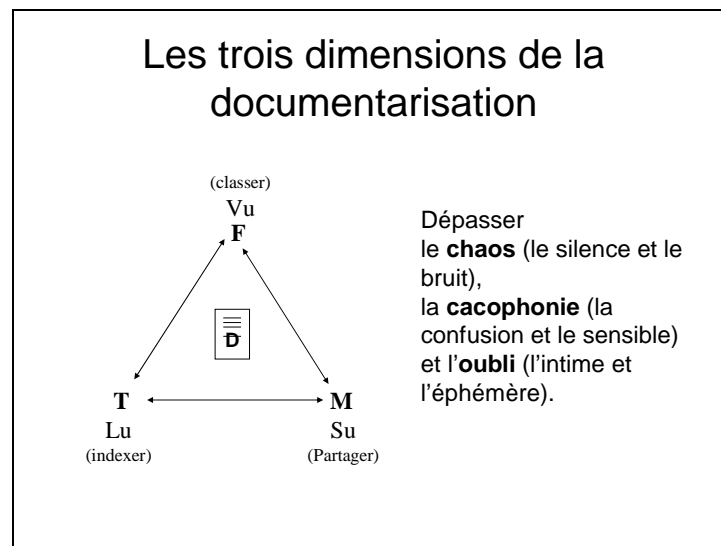 Les trois dimensions de la
documentarisation
(classer)
Vu
F
D
T
M
Lu
Su
(indexer)
(Partager)
Dépasser
le chaos (le silence et le
bruit),
la cacophonie (la
confusion et le sensible)
et l'oubli (l'intime et
l'éphémère).